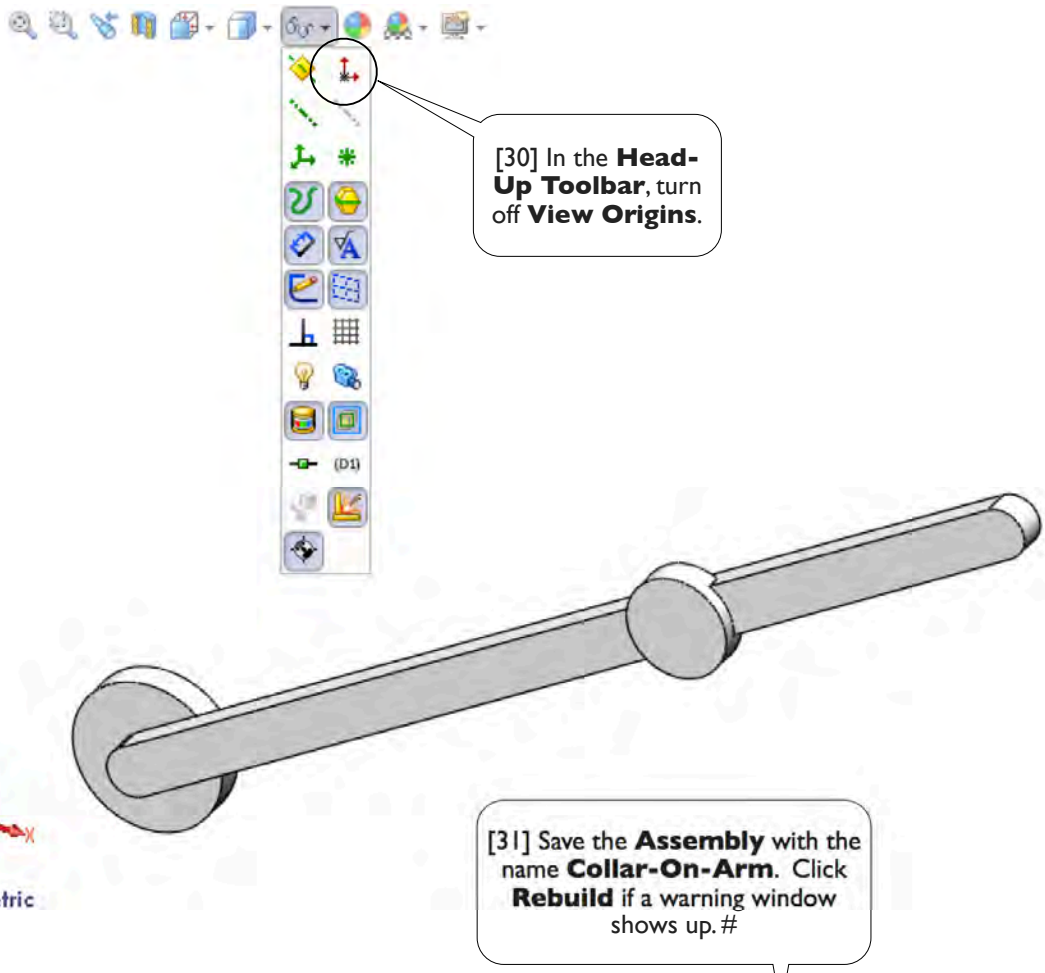 (D1)
[30] In the Head-
Up Toolbar, turn
off View Origins.
X
tric
[31] Save the Assembly with the
name Collar-On-Arm. Click
Rebuild if a warning window
shows up. #